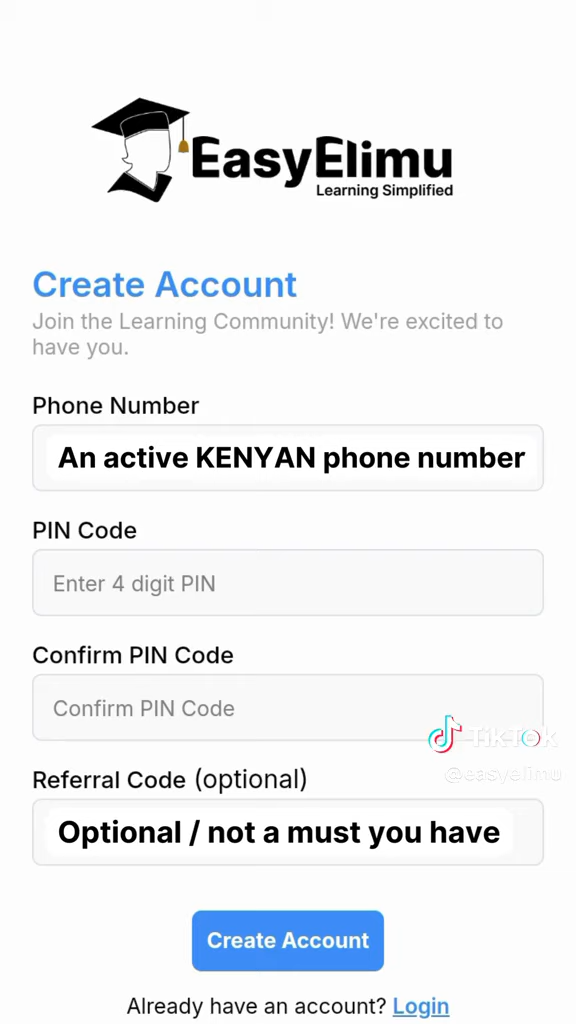 EasyElimu
Learning Simplified
Create Account
Join the Learning Community! We're excited to
have you.
Phone Number
An active KENYAN phone number
PIN Code
Enter 4 digit PIN
Confirm PIN Code
Confirm PIN Code
TikTok
@easyelimu
Referral Code (optional)
Optional / not a must you have
Create Account
Already have an account? Login